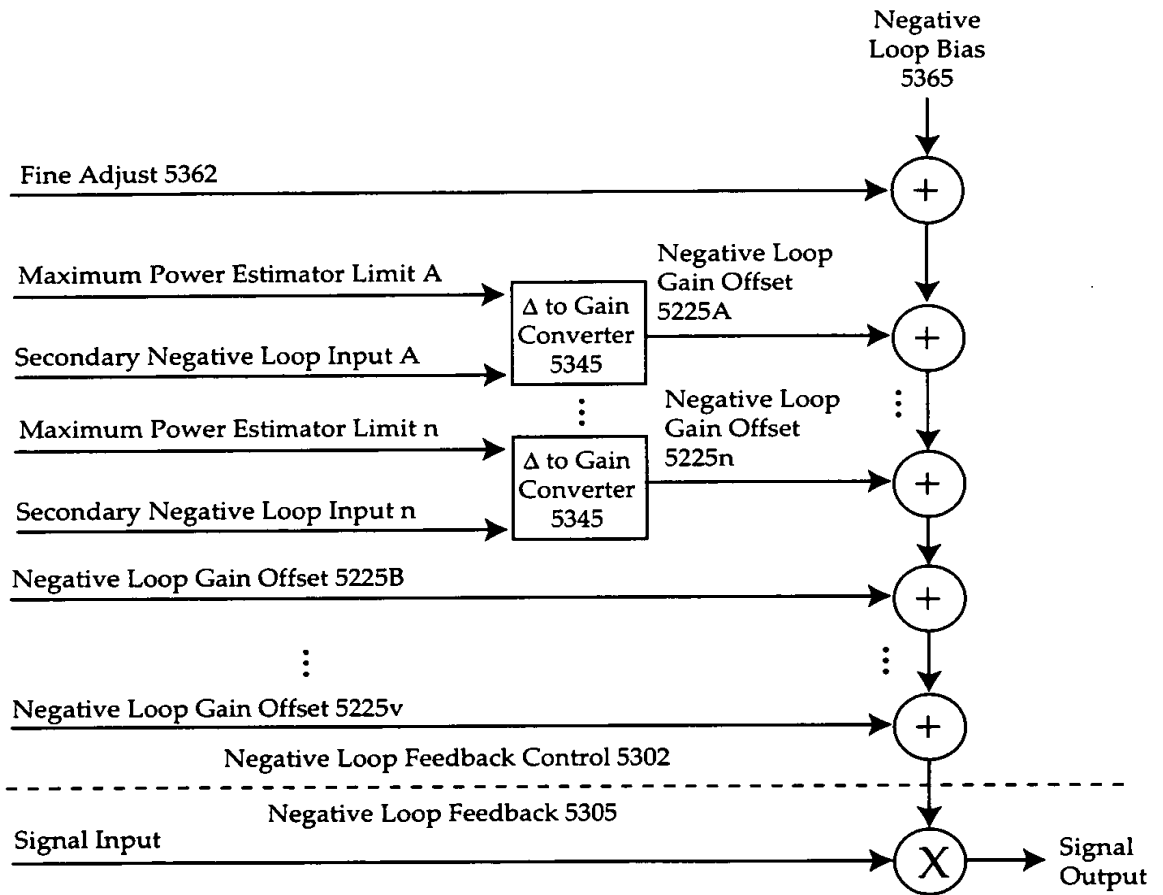 Negative
Loop Bias
5365
Fine Adjust 5362
+
Maximum Power Estimator Limit A
Secondary Negative Loop Input A
Δ to Gain
Converter
5345
Negative Loop
Gain Offset
5225A
+
Maximum Power Estimator Limit n
Secondary Negative Loop Input n
Δ to Gain
Converter
5345
Negative Loop
Gain Offset
5225n
+
Negative Loop Gain Offset 5225B
+
Negative Loop Gain Offset 5225v
+
Negative Loop Feedback Control 5302
Negative Loop Feedback 5305
Signal Input
X
Signal
Output